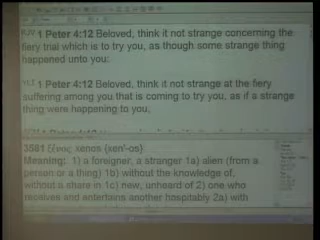 KJV 1 Peter 4:12 Beloved, think it not strange concerning the
fiery trial which is to try you, as though some strange thing
happened unto you:
YLT 1 Peter 4:12 Beloved, think it not strange at the fiery
suffering among you that is coming to try you, as if a strange
thing were happening to you,
3581 ξένος xenos {xen'-os}
Meaning: 1) a foreigner, a stranger 1a) alien (from a
person or a thing) 1b) without the knowledge of,
without a share in 1c) new, unheard of 2) one who
receives and entertains another hospitably 2a) with